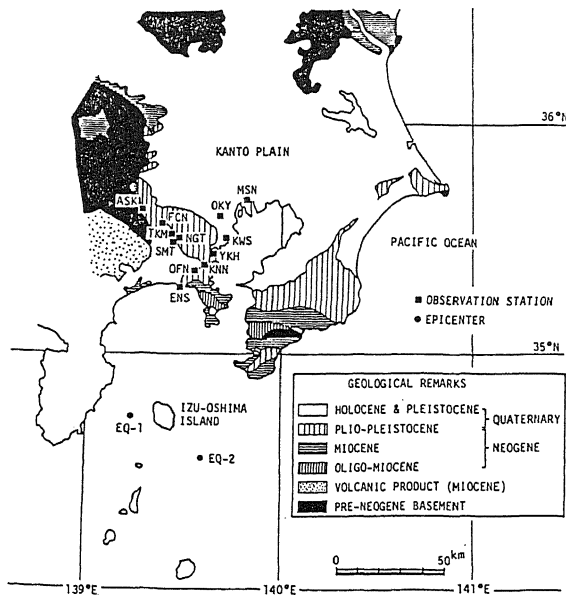 36°N
KANTO PLAIN
MSN
ASK
OKY
FCN
TKM
NGT
KWS
SMT
YKH
PACIFIC OCEAN
OFN
KNN
ENS
OBSERVATION STATION
EPICENTER
35°N
GEOLOGICAL REMARKS
HOLOCENE & PLEISTOCENE
QUATERNARY
PLIO-PLEISTOCENE
MIOCENE
NEOGENE
OLIGO-MIOCENE
VOLCANIC PRODUCT (MIOCENE)
PRE-NEOGENE BASEMENT
IZU-OSHIMA
ISLAND
EQ-1
EQ-2
0 50km
139°E 140°E 141°E